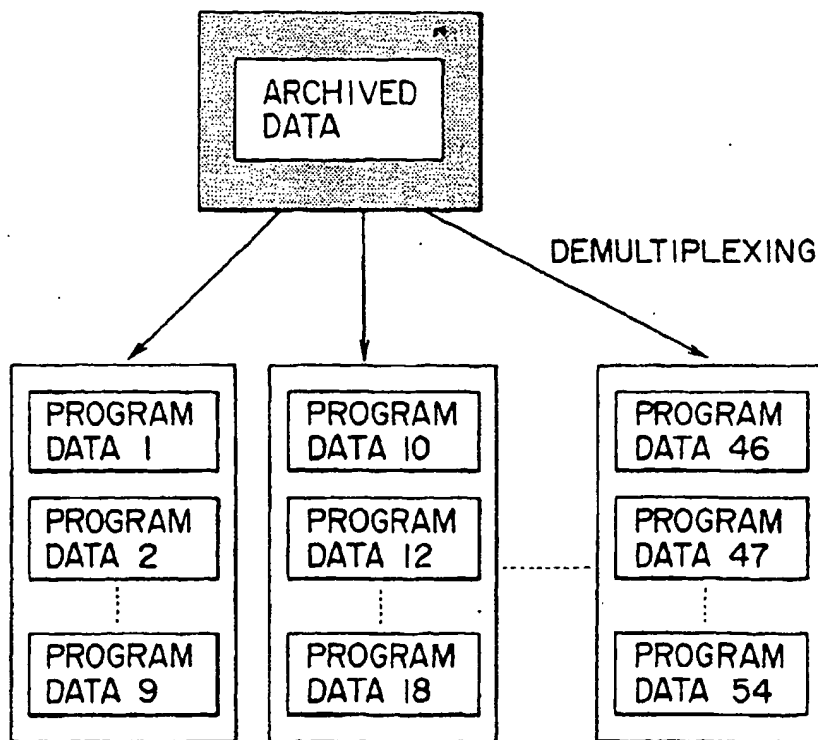 ARCHIVED
DATA
DEMULTIPLEXING
PROGRAM
DATA 1
PROGRAM
DATA 2
PROGRAM
DATA 9
PROGRAM
DATA 10
PROGRAM
DATA 12
PROGRAM
DATA 18
PROGRAM
DATA 46
PROGRAM
DATA 47
PROGRAM
DATA 54